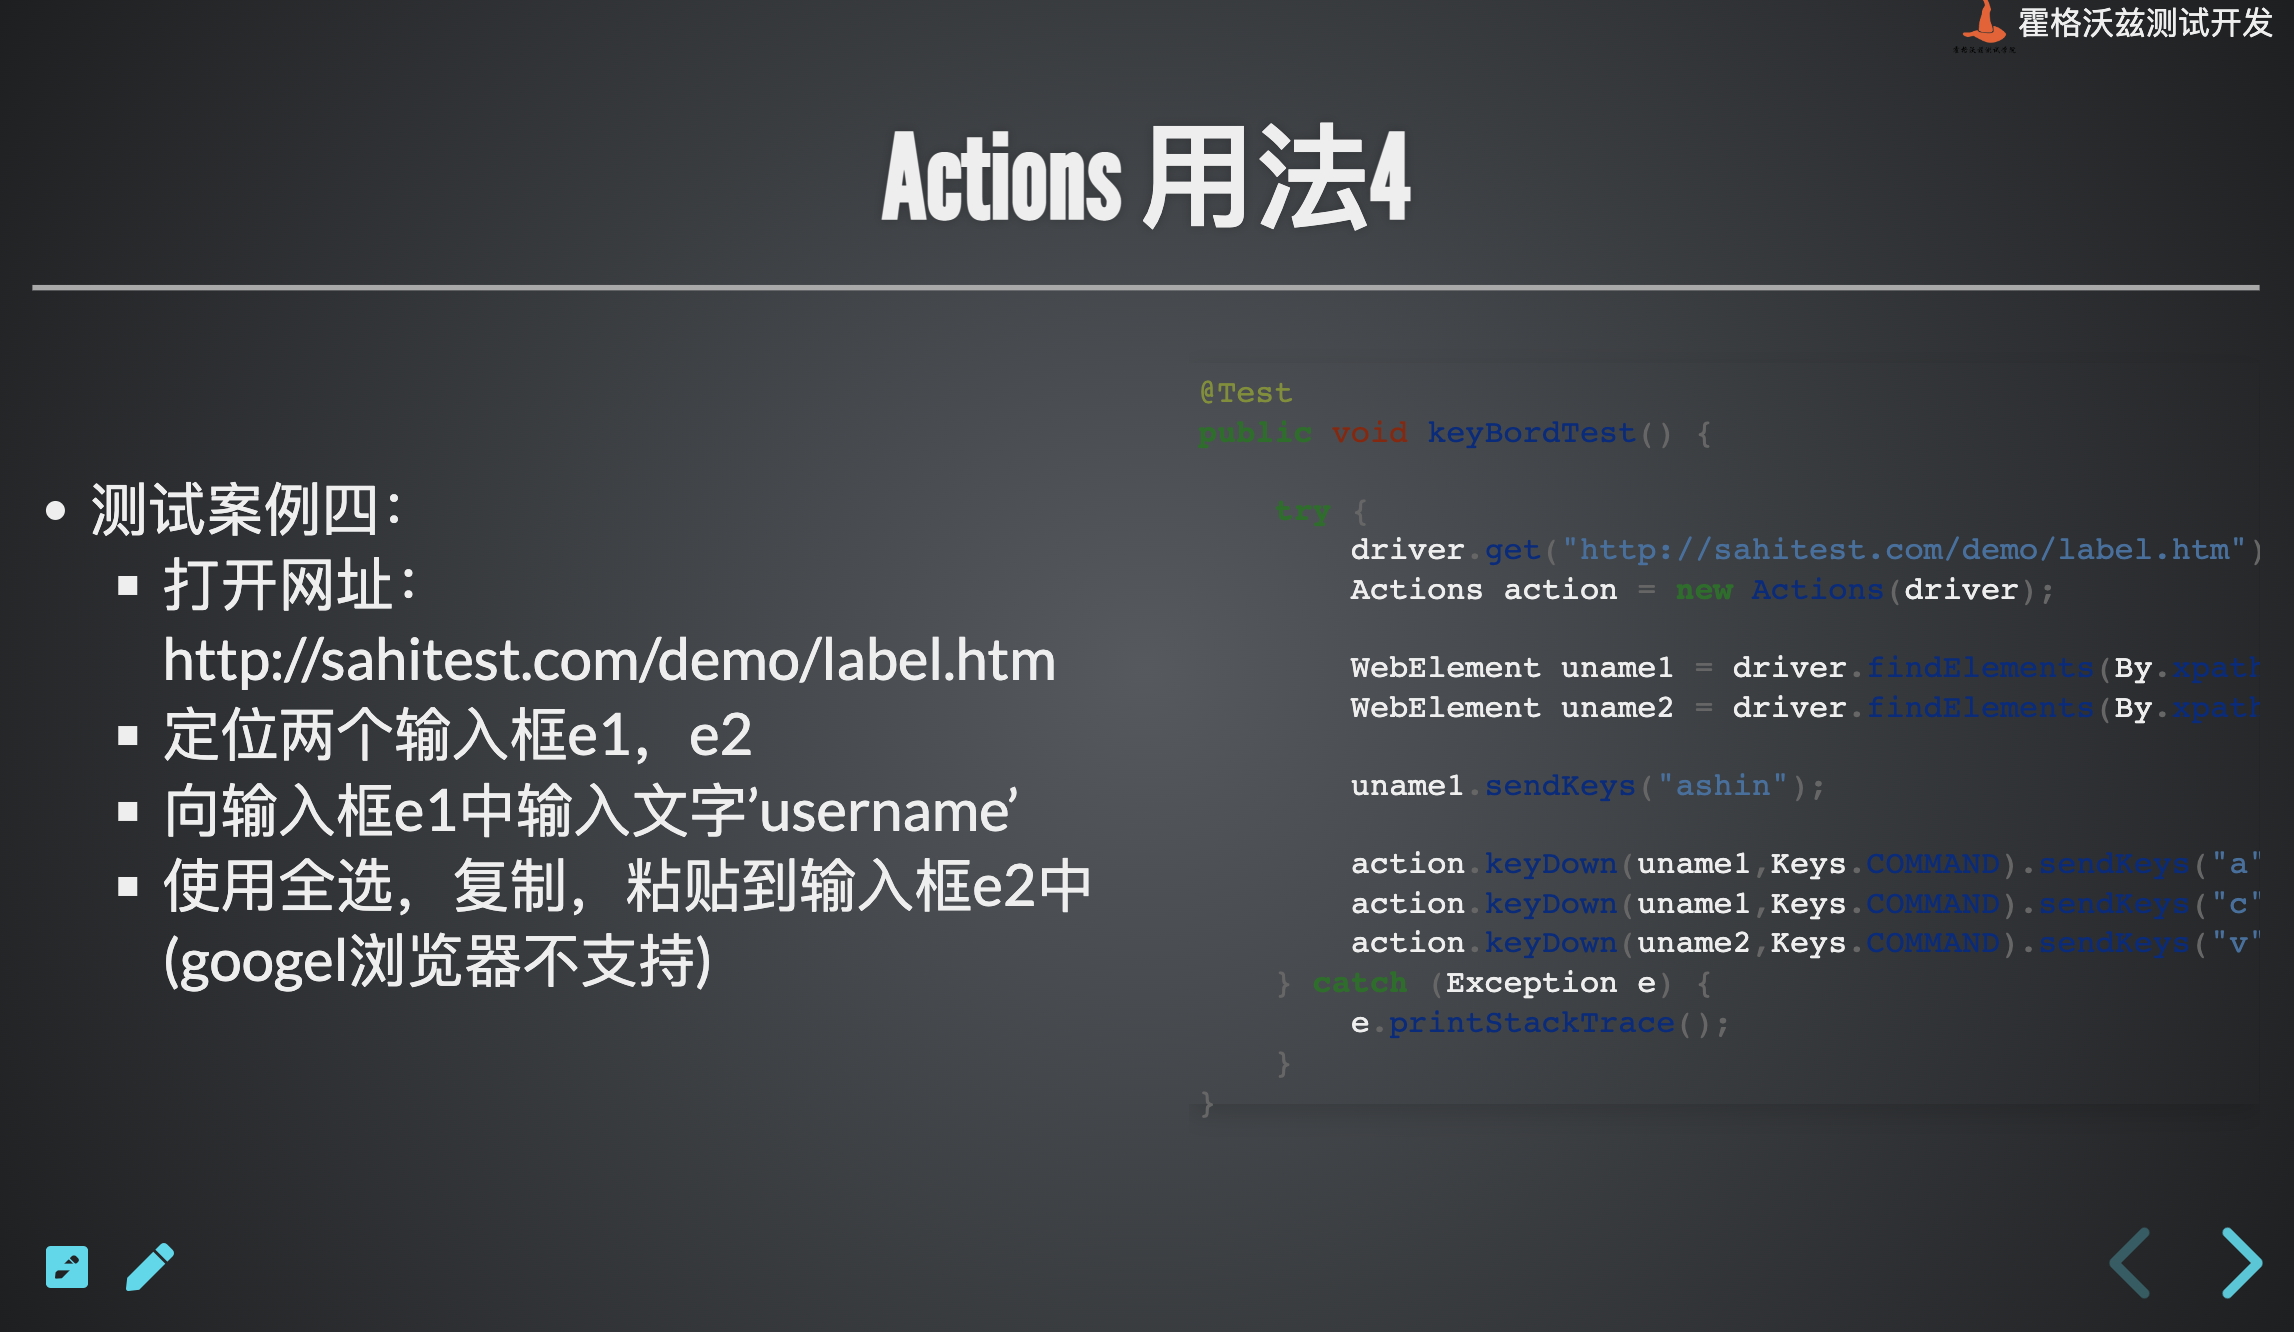 霍格沃兹测试开发
Actions 用法4
测试案例四：
打开网址：
http://sahitest.com/demo/label.htm
定位两个输入框e1，e2
向输入框e1中输入文字’username’
使用全选，复制，粘贴到输入框e2中
(googel浏览器不支持)
@Test
public void keyBordTest() {
try {
driver.get("http://sahitest.com/demo/label.htm")
Actions action = new Actions(driver);
WebElement uname1 = driver.findElements(By.xpath
WebElement uname2 = driver.findElements(By.xpath
uname1.sendKeys("ashin");
action.keyDown(uname1,Keys.COMMAND).sendKeys("a"
action.keyDown(uname1,Keys.COMMAND).sendKeys("c"
action.keyDown(uname2,Keys.COMMAND).sendKeys("v"
} catch (Exception e) {
e.printStackTrace();
}
}